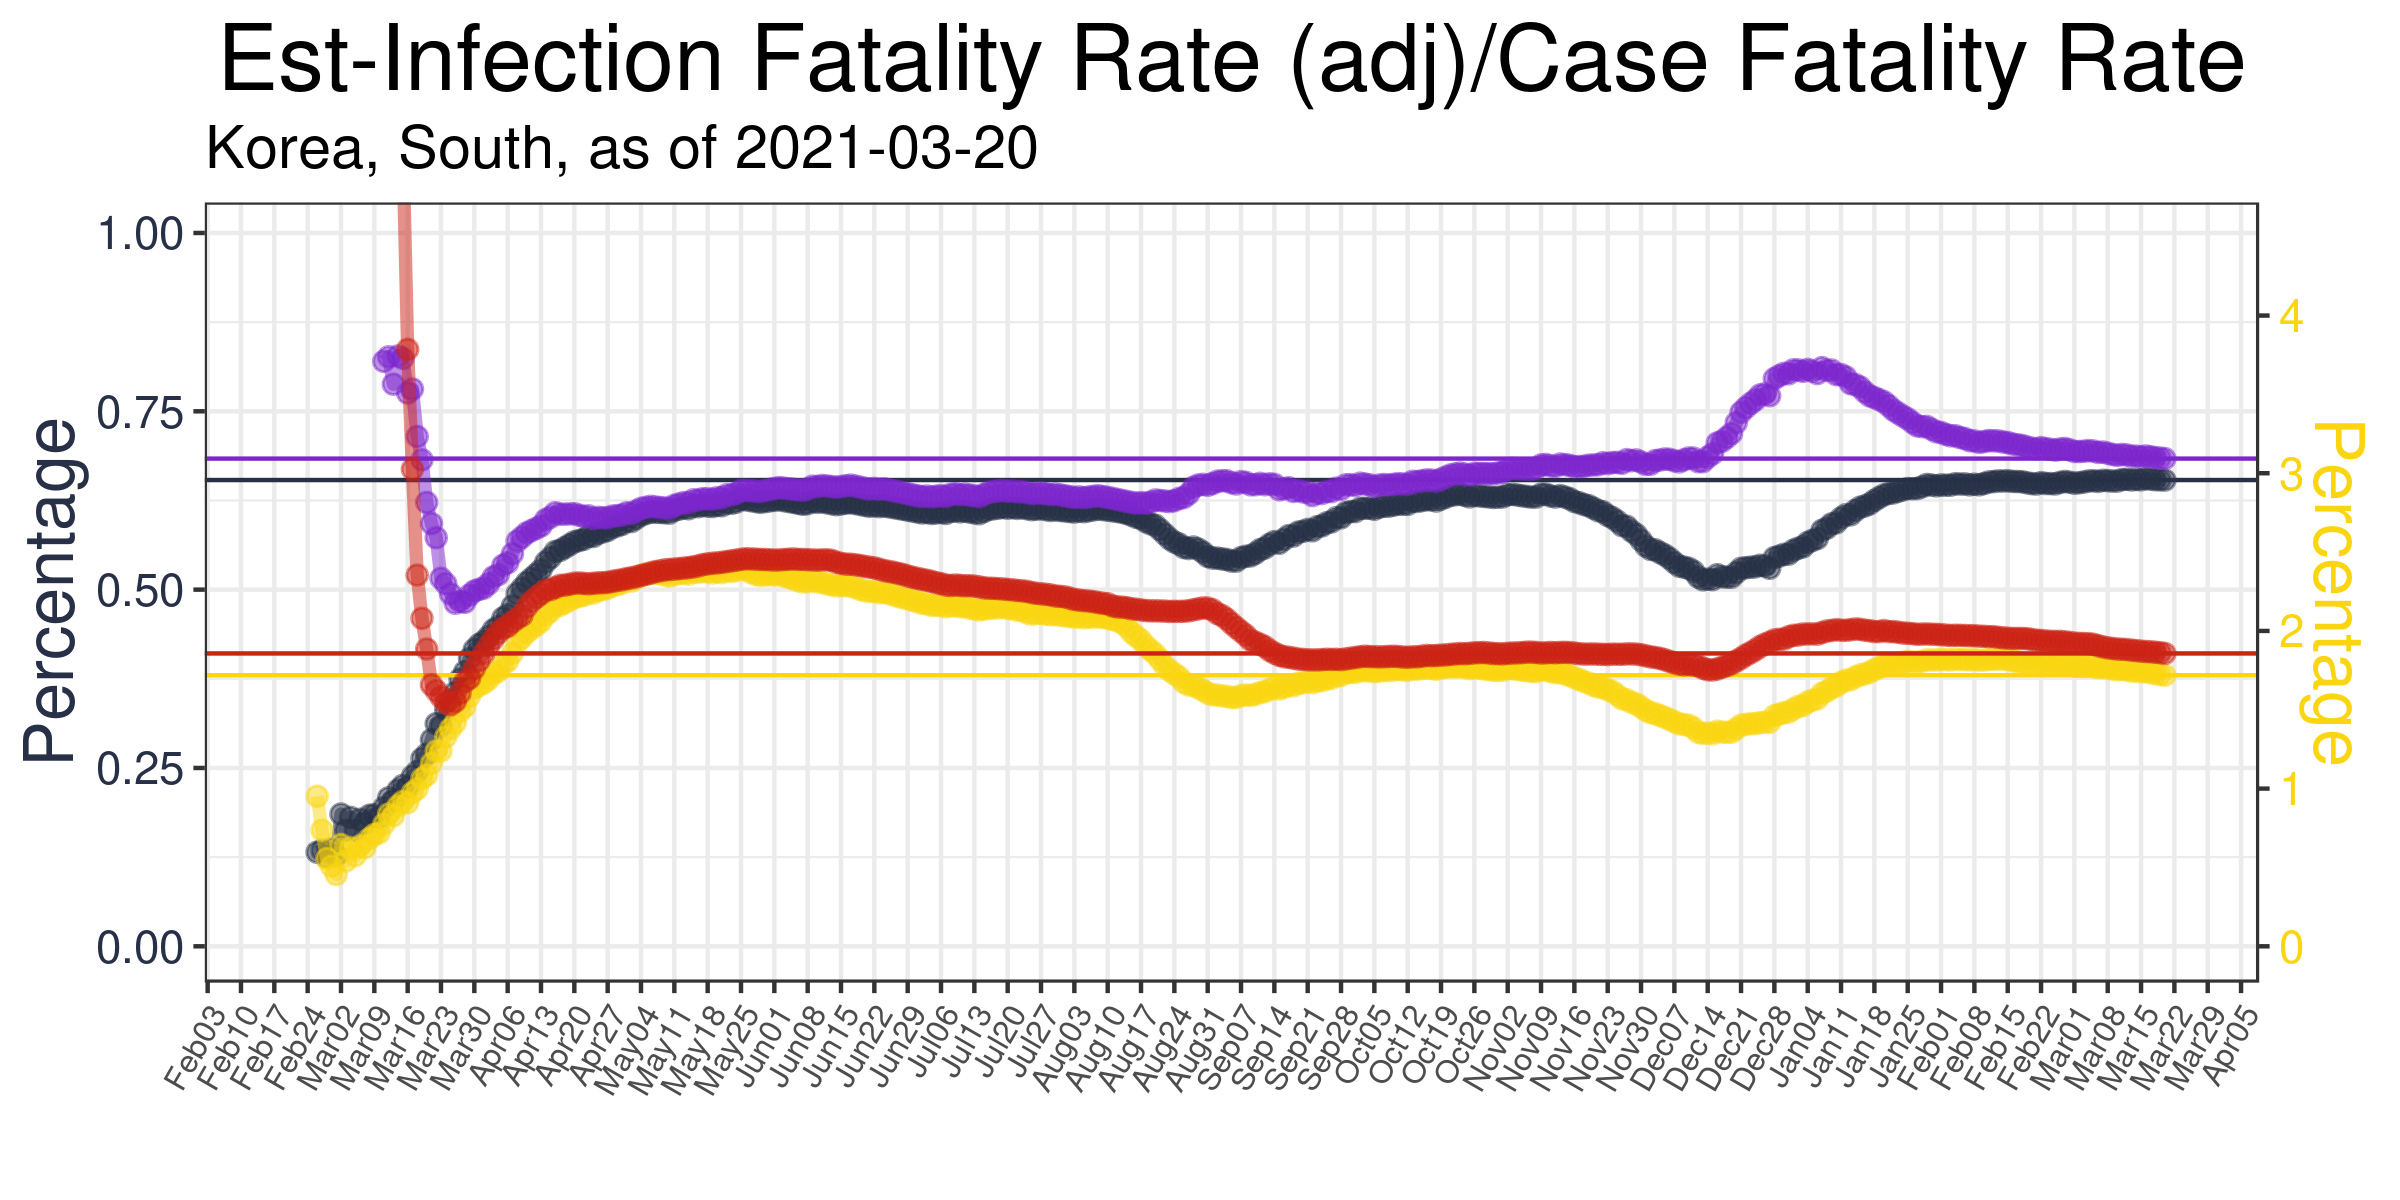 Est-Infection Fatality Rate (adj)/Case Fatality Rate
Korea, South, as of 2021-03-20
Percentage
1.00
0.75
0.50
0.25
0.00
4
3
2
1
0
Percentage
Feb03 Feb10 Feb17 Feb24 Mar02 Mar09 Mar16 Mar23 Mar30 Apr06 Apr13 Apr20 Apr27 May04 May11 May18 May25 Jun01 Jun08 Jun15 Jun22 Jun29 Jul06 Jul13 Jul20 Jul27 Aug03 Aug10 Aug17 Aug24 Aug31 Sep07 Sep14 Sep21 Sep28 Oct05 Oct12 Oct19 Oct26 Nov02 Nov09 Nov16 Nov23 Nov30 Dec07 Dec14 Dec21 Dec28 Jan04 Jan11 Jan18 Jan25 Feb01 Feb08 Feb15 Feb22 Mar01 Mar08 Mar15 Mar22 Mar29 Apr05